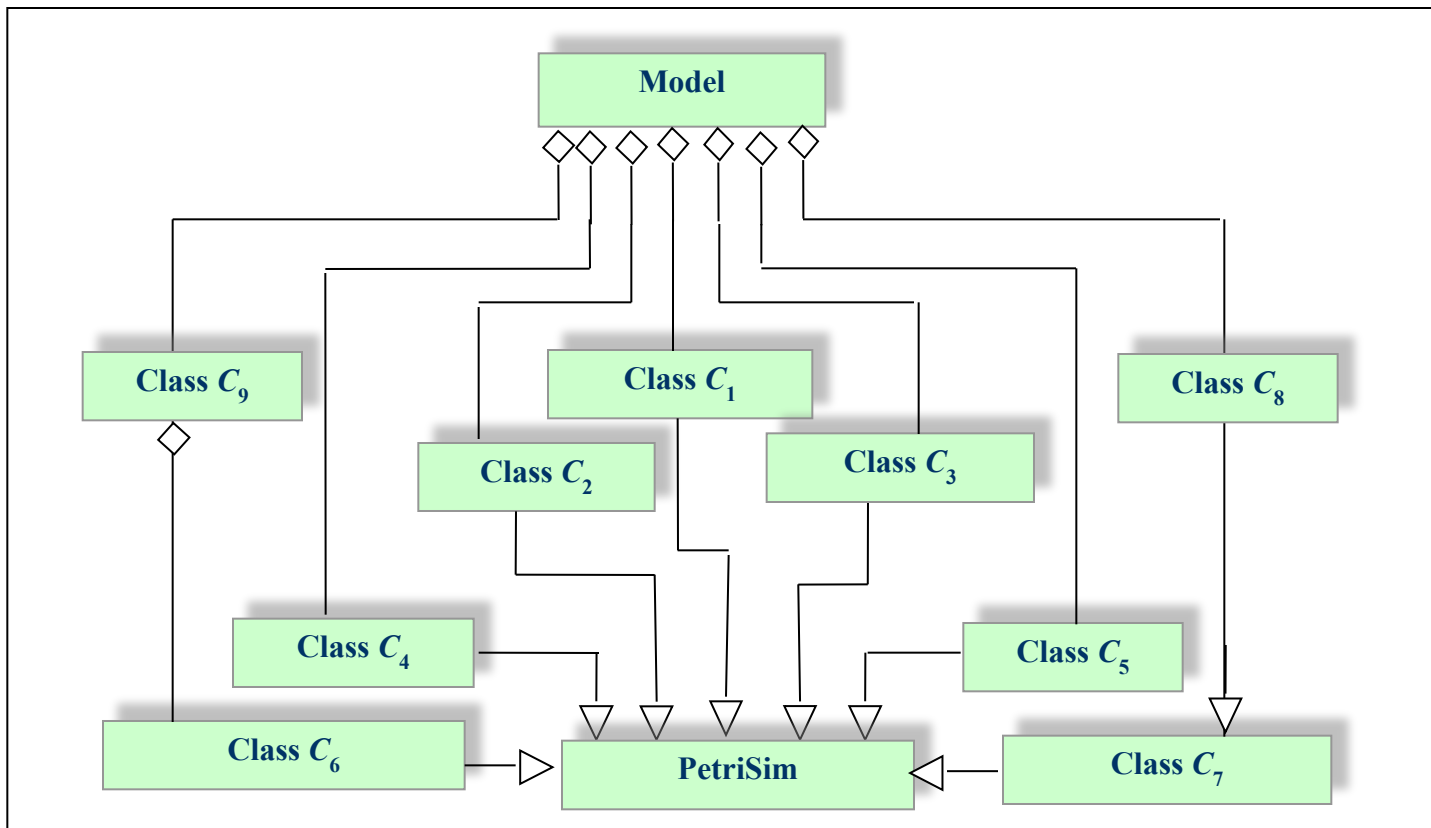 Model
Class C₉
Class C₁
Class C₈
Class C₂
Class C₃
Class C₄
Class C₅
Class C₆
PetriSim
Class C₇